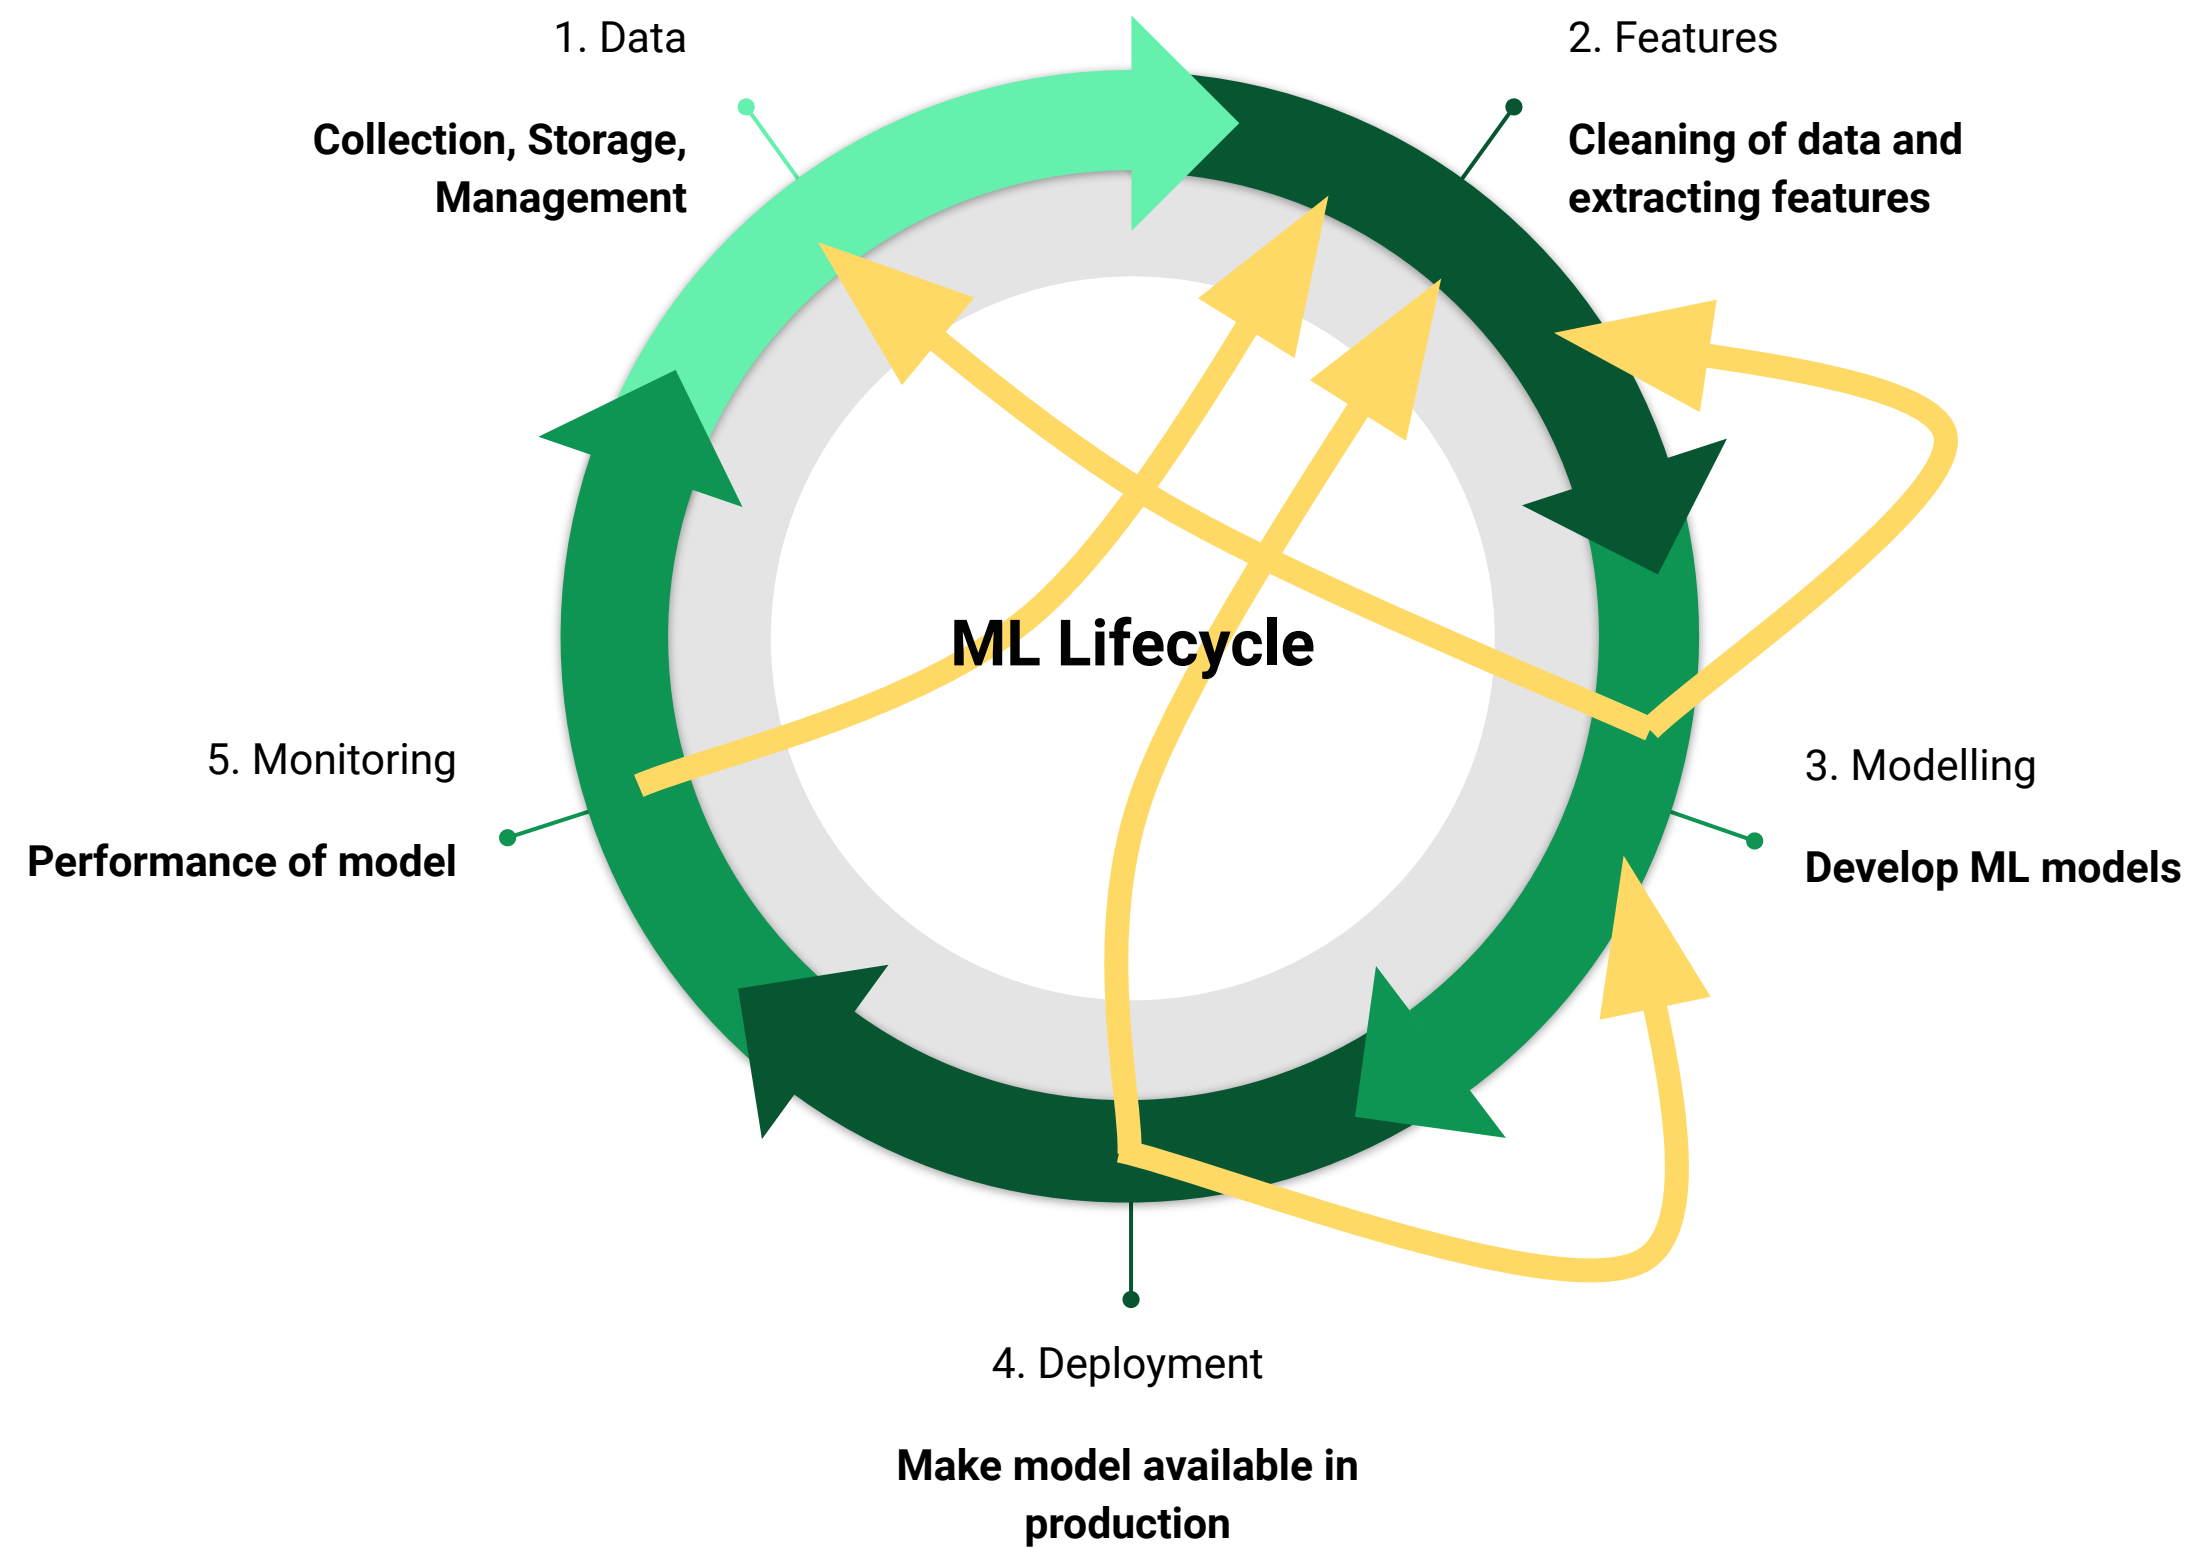 1. Data
Collection, Storage,
Management
2. Features
Cleaning of data and
extracting features
ML Lifecycle
3. Modelling
Develop ML models
5. Monitoring
Performance of model
4. Deployment
Make model available in
production